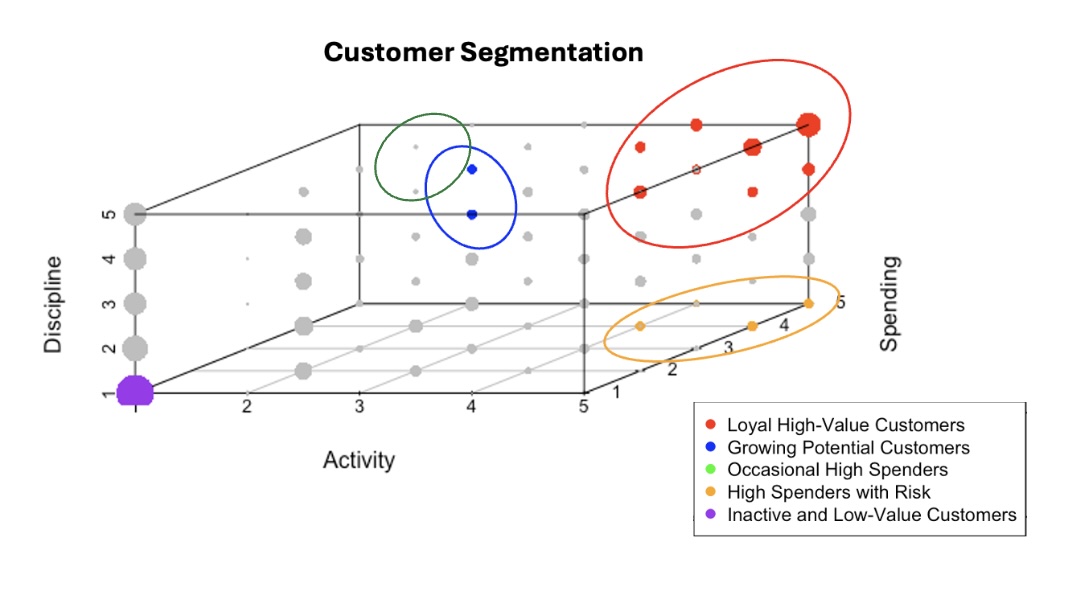 Customer Segmentation
Discipline
5
4
3
2
1
2
3
4
5
Activity
1
2
3
4
5
Spending
Loyal High-Value Customers
Growing Potential Customers
Occasional High Spenders
High Spenders with Risk
Inactive and Low-Value Customers